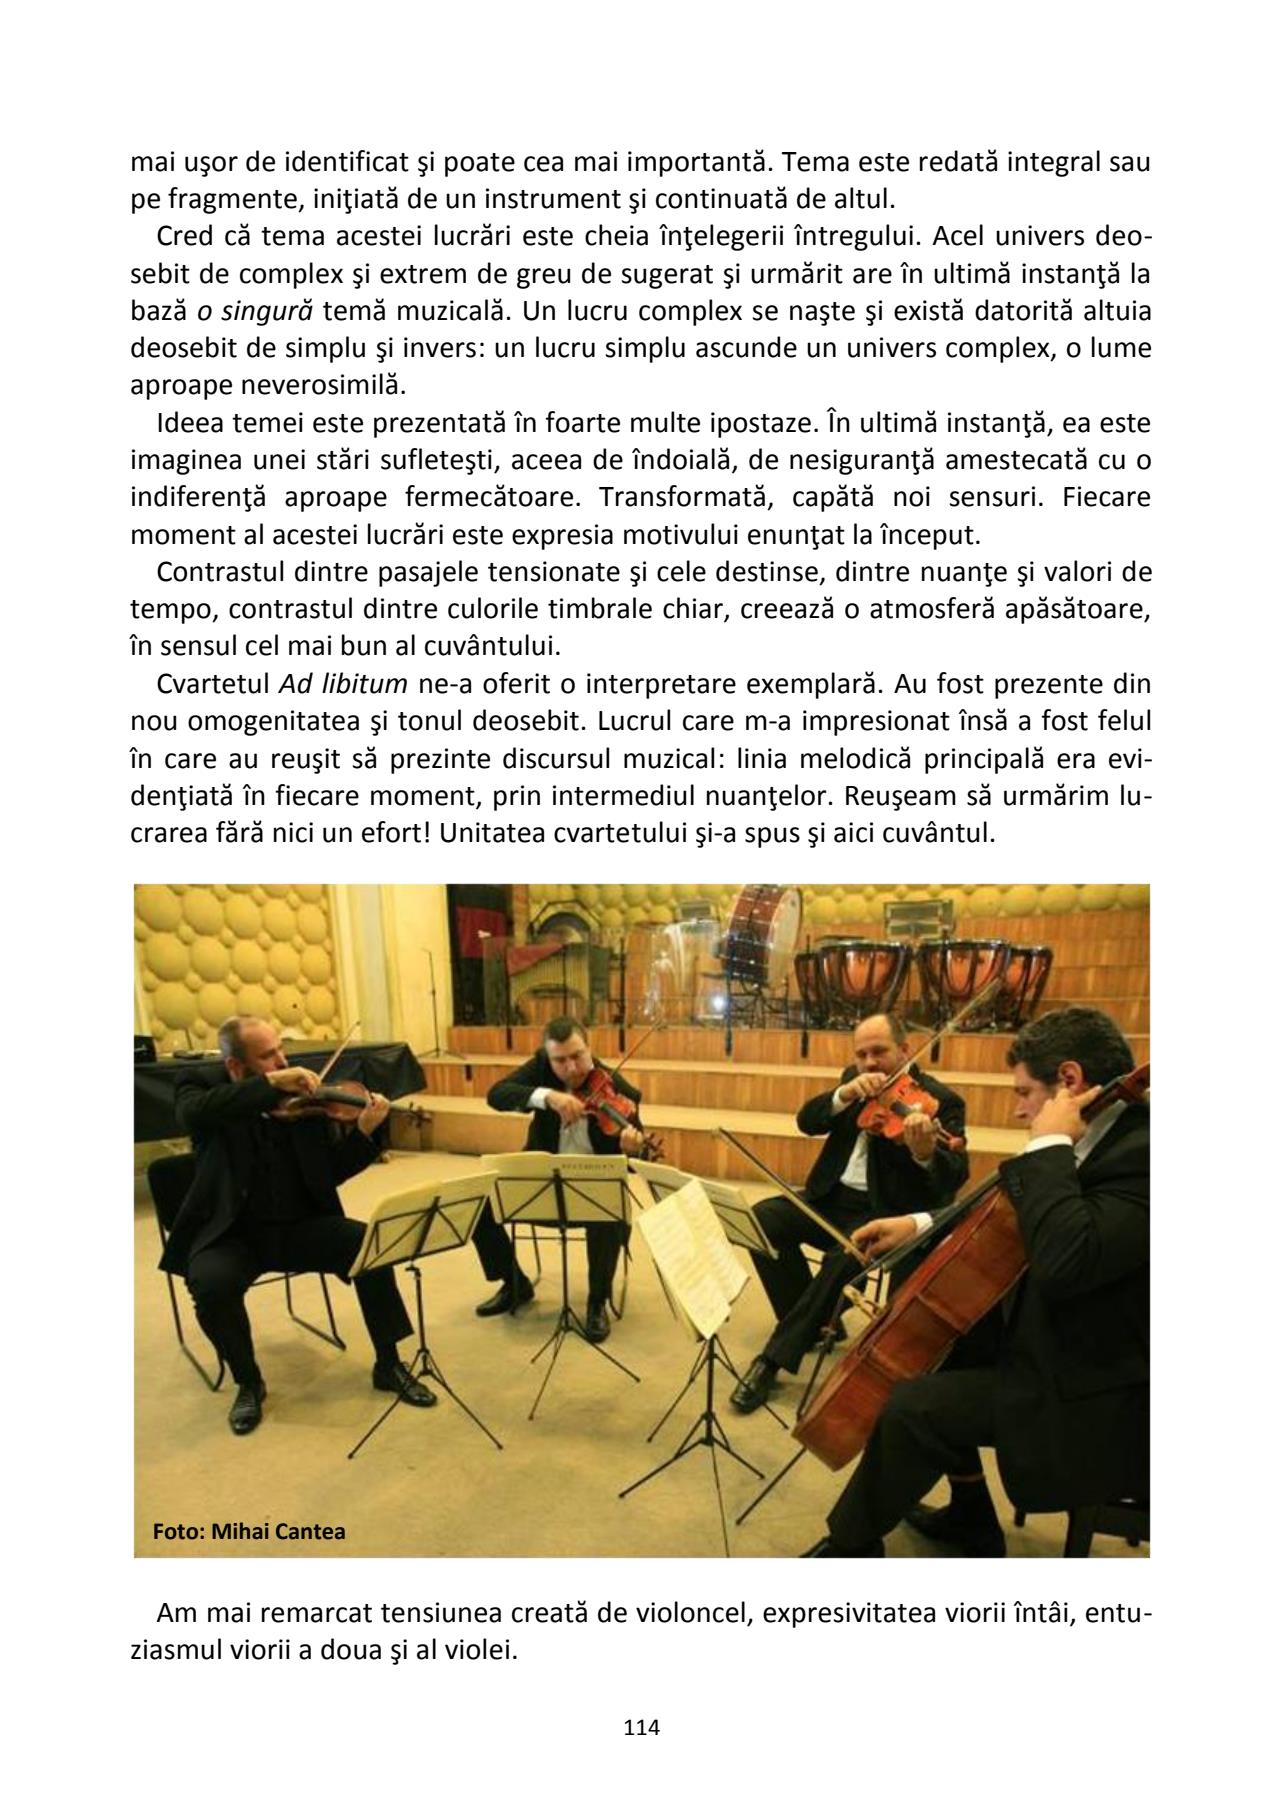 mai uşor de identificat şi poate cea mai importantă. Tema este redată integral sau
pe fragmente, iniţiată de un instrument şi continuată de altul.
Cred că tema acestei lucrări este cheia înţelegerii întregului. Acel univers deo-
sebit de complex şi extrem de greu de sugerat şi urmărit are în ultimă instanţă la
bază o singură temă muzicală. Un lucru complex se naşte şi există datorită altuia
deosebit de simplu şi invers: un lucru simplu ascunde un univers complex, o lume
aproape neverosimilă.
Ideea temei este prezentată în foarte multe ipostaze. În ultimă instanţă, ea este
imaginea unei stări sufleteşti, aceea de îndoială, de nesiguranţă amestecată cu o
indiferenţă aproape fermecătoare. Transformată, capătă noi sensuri. Fiecare
moment al acestei lucrări este expresia motivului enunţat la început.
Contrastul dintre pasajele tensionate şi cele destinse, dintre nuanţe şi valori de
tempo, contrastul dintre culorile timbrale chiar, creează o atmosferă apăsătoare,
în sensul cel mai bun al cuvântului.
Cvartetul Ad libitum ne-a oferit o interpretare exemplară. Au fost prezente din
nou omogenitatea şi tonul deosebit. Lucrul care m-a impresionat însă a fost felul
în care au reuşit să prezinte discursul muzical: linia melodică principală era evi-
denţiată în fiecare moment, prin intermediul nuanţelor. Reuşeam să urmărim lu-
crarea fără nici un efort! Unitatea cvartetului şi-a spus şi aici cuvântul.
BEETHOVEN
Foto: Mihai Cantea
Am mai remarcat tensiunea creată de violoncel, expresivitatea viorii întâi, entu-
ziasmul viorii a doua şi al violei.
114